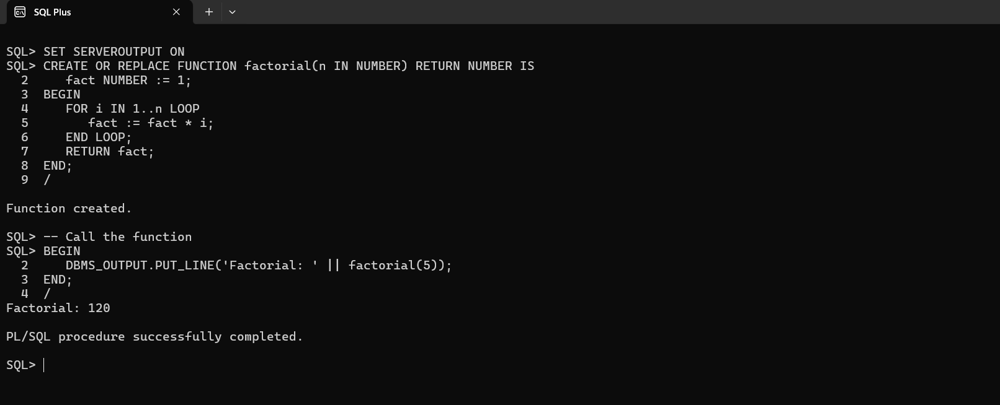 SQL Plus
SQL> SET SERVEROUTPUT ON
SQL> CREATE OR REPLACE FUNCTION factorial(n IN NUMBER) RETURN NUMBER IS
  2     fact NUMBER := 1;
  3  BEGIN
  4     FOR i IN 1..n LOOP
  5        fact := fact * i;
  6     END LOOP;
  7     RETURN fact;
  8  END;
  9  /
Function created.
SQL> -- Call the function
SQL> BEGIN
  2     DBMS_OUTPUT.PUT_LINE('Factorial: ' || factorial(5));
  3  END;
  4  /
Factorial: 120
PL/SQL procedure successfully completed.
SQL>